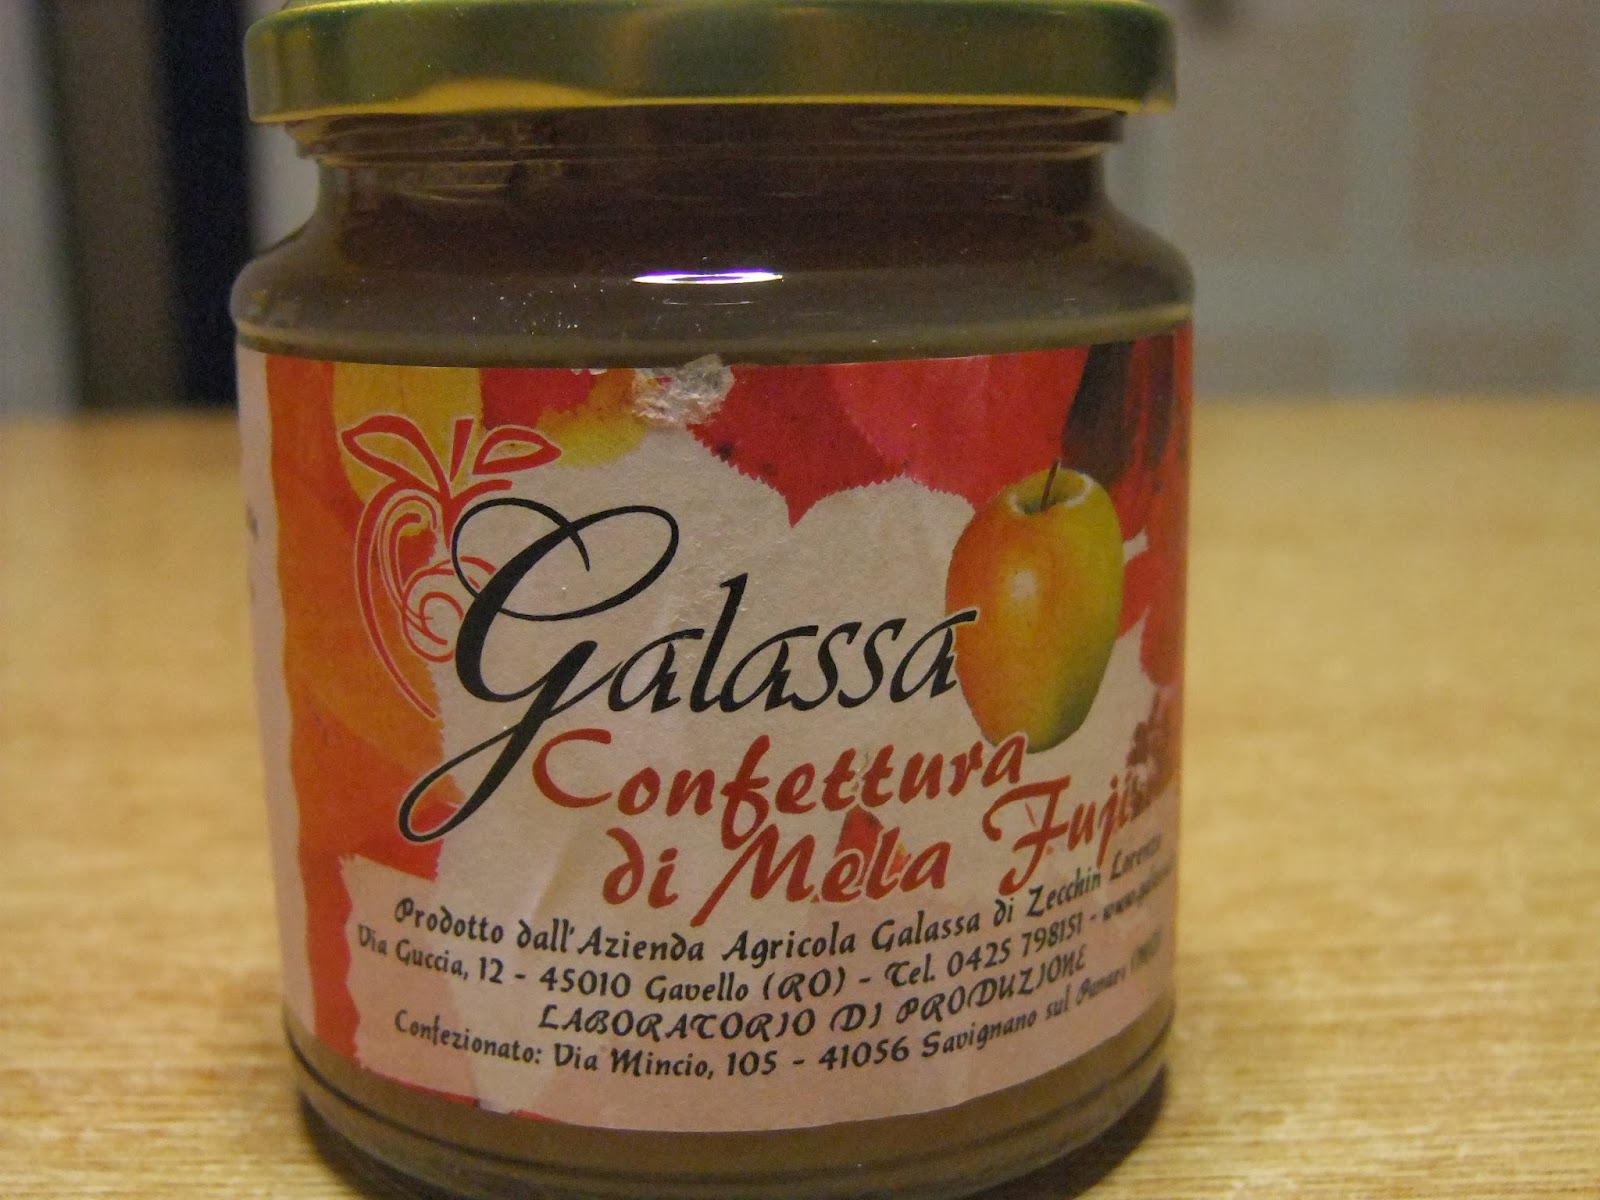 Galassa
Confettura
di Mela Fuji
Prodotto dall'Azienda Agricola Galassa di Zecchin Lorenzo
Via Guccia, 12 - 45010 Gavello (RO) - Tel. 0425 798151 -
LABORATORIO DI PRODUZIONE
Confezionato: Via Mincio, 105 - 41056 Savignano sul Panaro